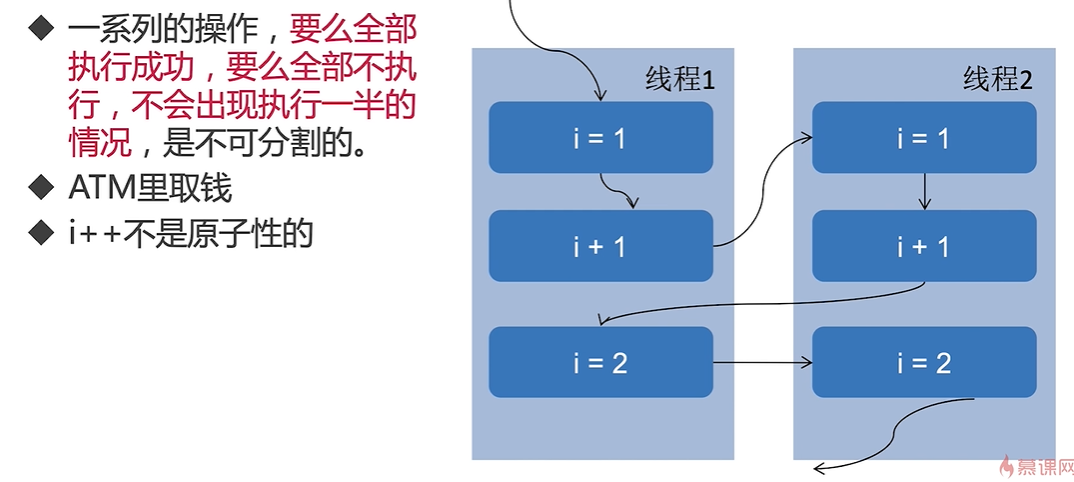 一系列的操作，要么全部
执行成功，要么全部不执
行，不会出现执行一半的
情况，是不可分割的。
ATM里取钱
i++不是原子性的
线程1
i = 1
i + 1
i = 2
线程2
i = 1
i + 1
i = 2
慕课网